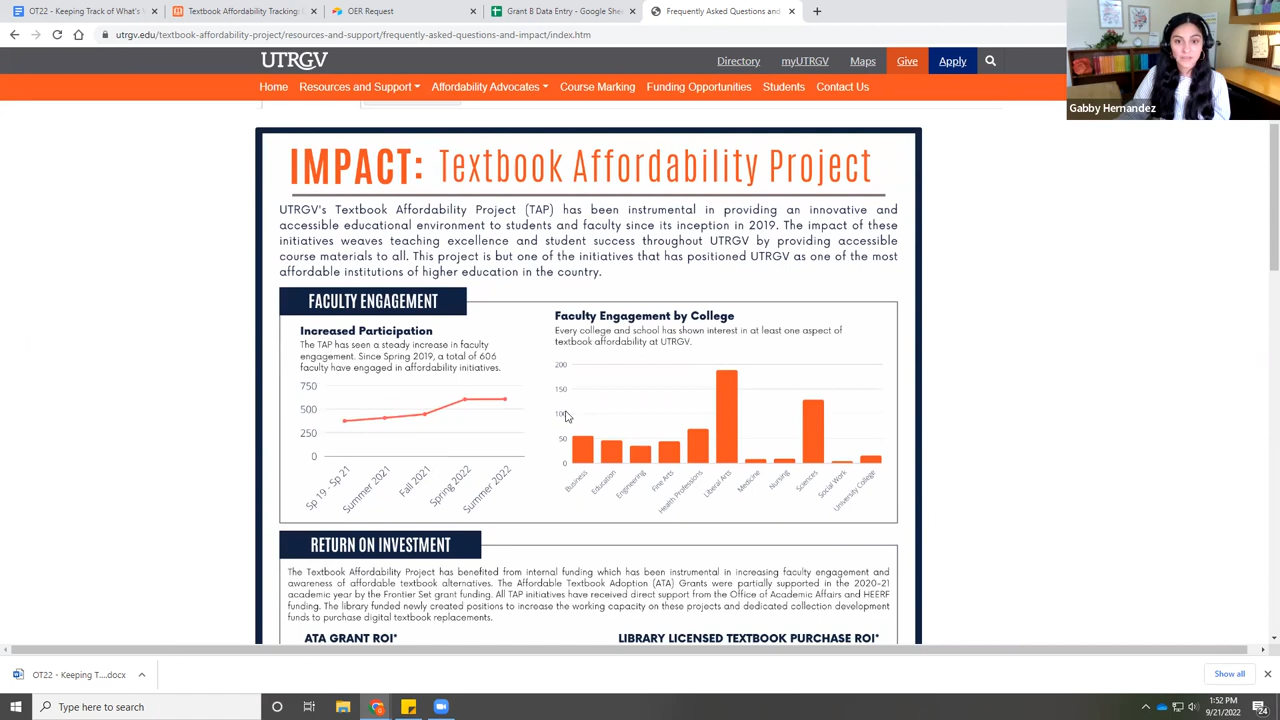 OT22 - Keeping Track of What's
Textbook Affordability Tracking
OER Request
Grant B Data Entry - Google She
Frequently Asked Questions and
utrgv.edu/textbook-affordability-project/resources-and-support/frequently-asked-questions-and-impact/index.htm
UTRGV
Directory
myUTRGV
Maps
Give
Apply
Home
Resources and Support
Affordability Advocates
Course Marking
Funding Opportunities
Students
Contact Us
Gabby Hernandez
IMPACT: Textbook Affordability Project
UTRGV's Textbook Affordability Project (TAP) has been instrumental in providing an innovative and
accessible educational environment to students and faculty since its inception in 2019. The impact of these
initiatives weaves teaching excellence and student success throughout UTRGV by providing accessible
course materials to all. This project is but one of the initiatives that has positioned UTRGV as one of the most
affordable institutions of higher education in the country.
FACULTY ENGAGEMENT
Increased Participation
The TAP has seen a steady increase in faculty
engagement. Since Spring 2019, a total of 606
faculty have engaged in affordability initiatives.
750
500
250
0
Sp 19 - Sp 21
Summer 2021
Fall 2021
Spring 2022
Summer 2022
Faculty Engagement by College
Every college and school has shown interest in at least one aspect of
textbook affordability at UTRGV.
200
150
100
50
0
Business
Education
Engineering
Fine Arts
Health Professions
Liberal Arts
Medicine
Nursing
Sciences
Social Work
University College
RETURN ON INVESTMENT
The Textbook Affordability Project has benefited from internal funding which has been instrumental in increasing faculty engagement and
awareness of affordable textbook alternatives. The Affordable Textbook Adoption (ATA) Grants were partially supported in the 2020-21
academic year by the Frontier Set grant funding. All TAP initiatives have received direct support from the Office of Academic Affairs and HEERF
funding. The library funded newly created positions to increase the working capacity on these projects and dedicated collection development
funds to purchase digital textbook replacements.
ATA GRANT ROI*
LIBRARY LICENSED TEXTBOOK PURCHASE ROI*
OT22 - Keeping T....docx
Show all
Type here to search
1:52 PM
9/21/2022
24